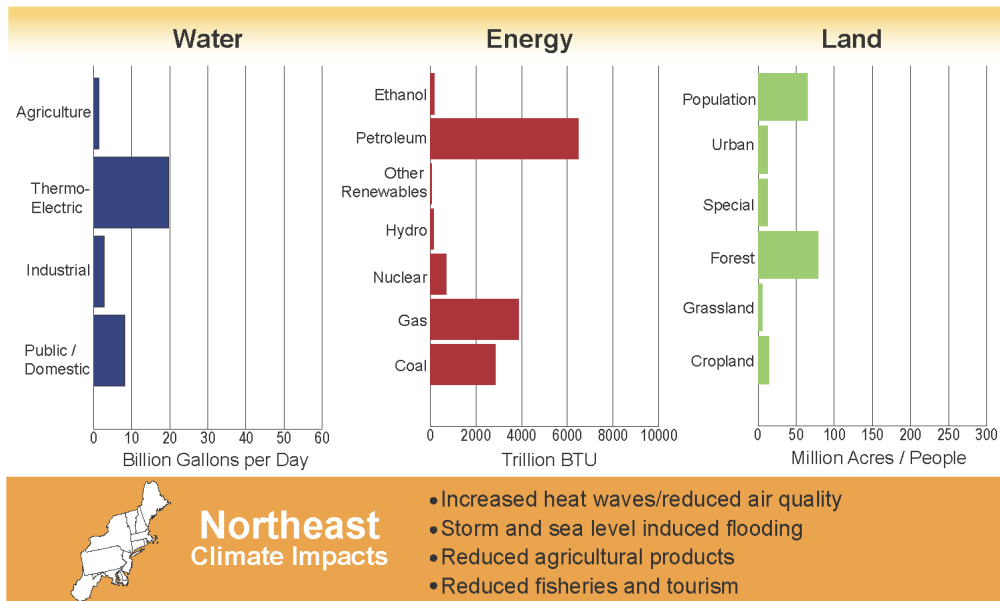 Water
Energy
Land
Agriculture
Thermo-
Electric
Industrial
Public /
Domestic
0 10 20 30 40 50 60
Billion Gallons per Day
Ethanol
Petroleum
Other
Renewables
Hydro
Nuclear
Gas
Coal
0 2000 4000 6000 8000 10000
Trillion BTU
Population
Urban
Special
Forest
Grassland
Cropland
0 50 100 150 200 250 300
Million Acres / People
Northeast
Climate Impacts
•Increased heat waves/reduced air quality
•Storm and sea level induced flooding
•Reduced agricultural products
•Reduced fisheries and tourism